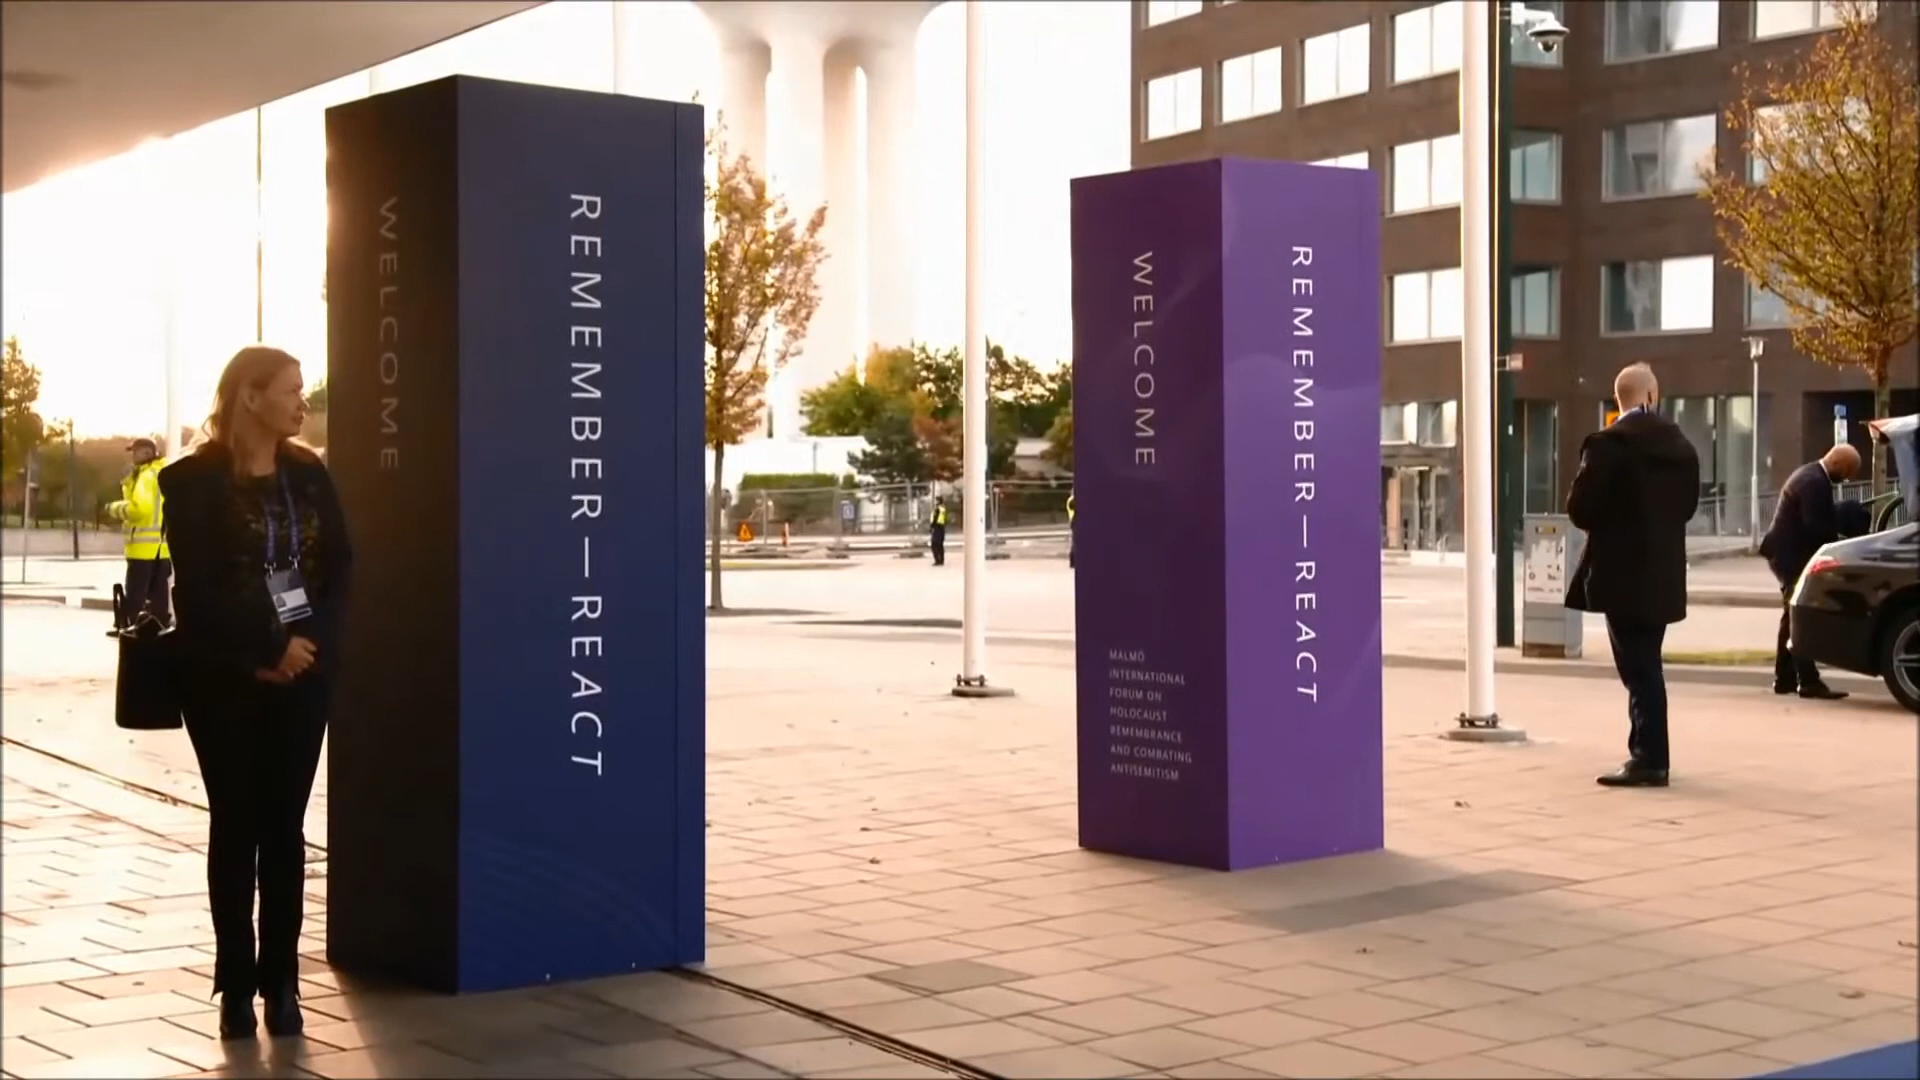 WELCOME
REMEMBER—REACT
WELCOME
REMEMBER—REACT
MALMÖ
INTERNATIONAL
FORUM ON
HOLOCAUST
REMEMBRANCE
AND COMBATING
ANTISEMITISM